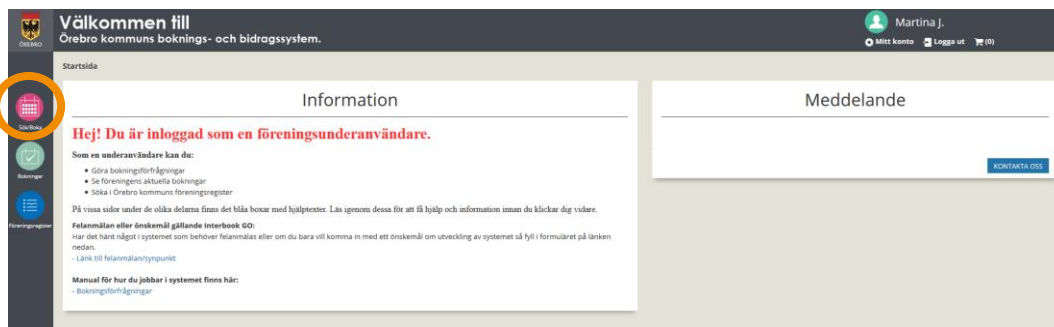 ÖREBRO
Välkommen till
Örebro kommuns boknings- och bidragssystem.
Martina J.
Mitt konto Logga ut (0)
Startsida
Sök/Boka
Bokningar
Föreningsregister
Information
Hej! Du är inloggad som en föreningsunderanvändare.
Som en underanvändare kan du:
• Göra bokningsförfrågningar
• Se föreningens aktuella bokningar
• Söka i Örebro kommuns föreningsregister
På vissa sidor under de olika delarna finns det blåa boxar med hjälptexter. Läs igenom dessa för att få hjälp och information innan du klickar dig vidare.
Felanmälan eller önskemål gällande Interbook GO:
Har det hänt något i systemet som behöver felanmälas eller om du bara vill komma in med ett önskemål om utveckling av systemet så fyll i formuläret på länken
nedan.
- Länk till felanmälan/synpunkt
Manual för hur du jobbar i systemet finns här:
- Bokningsförfrågningar
Meddelande
KONTAKTA OSS